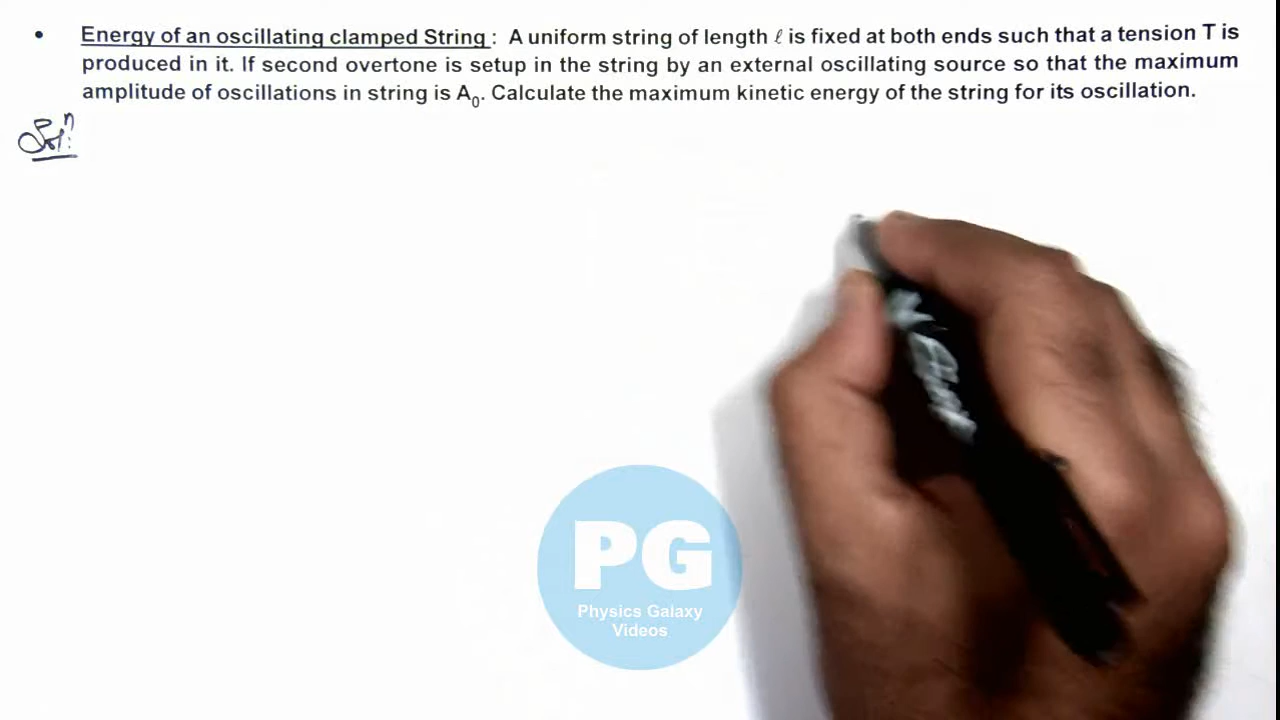 • Energy of an oscillating clamped String : A uniform string of length ℓ is fixed at both ends such that a tension T is
produced in it. If second overtone is setup in the string by an external oscillating source so that the maximum
amplitude of oscillations in string is A₀. Calculate the maximum kinetic energy of the string for its oscillation.
Solⁿ:
PG
Physics Galaxy
Videos